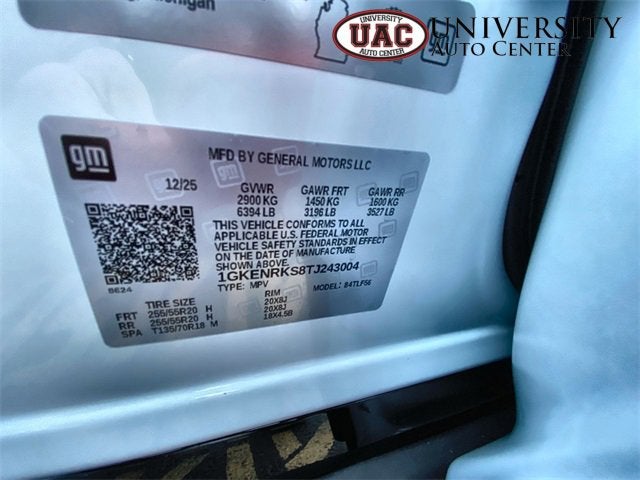 Michigan
UNIVERSITY
UAC
AUTO CENTER
UNIVERSITY
AUTO CENTER
gm
MFD BY GENERAL MOTORS LLC
12/25 GVWR GAWR FRT GAWR RR
2900 KG 1450 KG 1600 KG
6394 LB 3196 LB 3527 LB
THIS VEHICLE CONFORMS TO ALL
APPLICABLE U.S. FEDERAL MOTOR
VEHICLE SAFETY STANDARDS IN EFFECT
ON THE DATE OF MANUFACTURE
SHOWN ABOVE.
1GKENRKS8TJ243004
8624 TYPE: MPV MODEL: 84TLF56
TIRE SIZE RIM
FRT 255/55R20 H 20X8J
RR 255/55R20 H 20X8J
SPA T135/70R18 M 18X4.5B